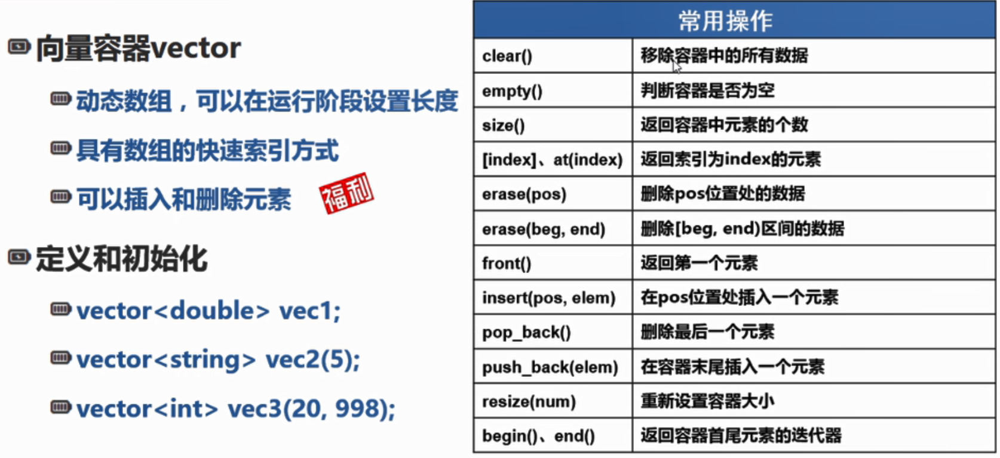 向量容器vector
动态数组，可以在运行阶段设置长度
具有数组的快速索引方式
可以插入和删除元素
福利
定义和初始化
vector<double> vec1;
vector<string> vec2(5);
vector<int> vec3(20, 998);
常用操作
clear() 移除容器中的所有数据
empty() 判断容器是否为空
size() 返回容器中元素的个数
[index]、at(index) 返回索引为index的元素
erase(pos) 删除pos位置处的数据
erase(beg, end) 删除[beg, end)区间的数据
front() 返回第一个元素
insert(pos, elem) 在pos位置处插入一个元素
pop_back() 删除最后一个元素
push_back(elem) 在容器末尾插入一个元素
resize(num) 重新设置容器大小
begin()、end() 返回容器首尾元素的迭代器